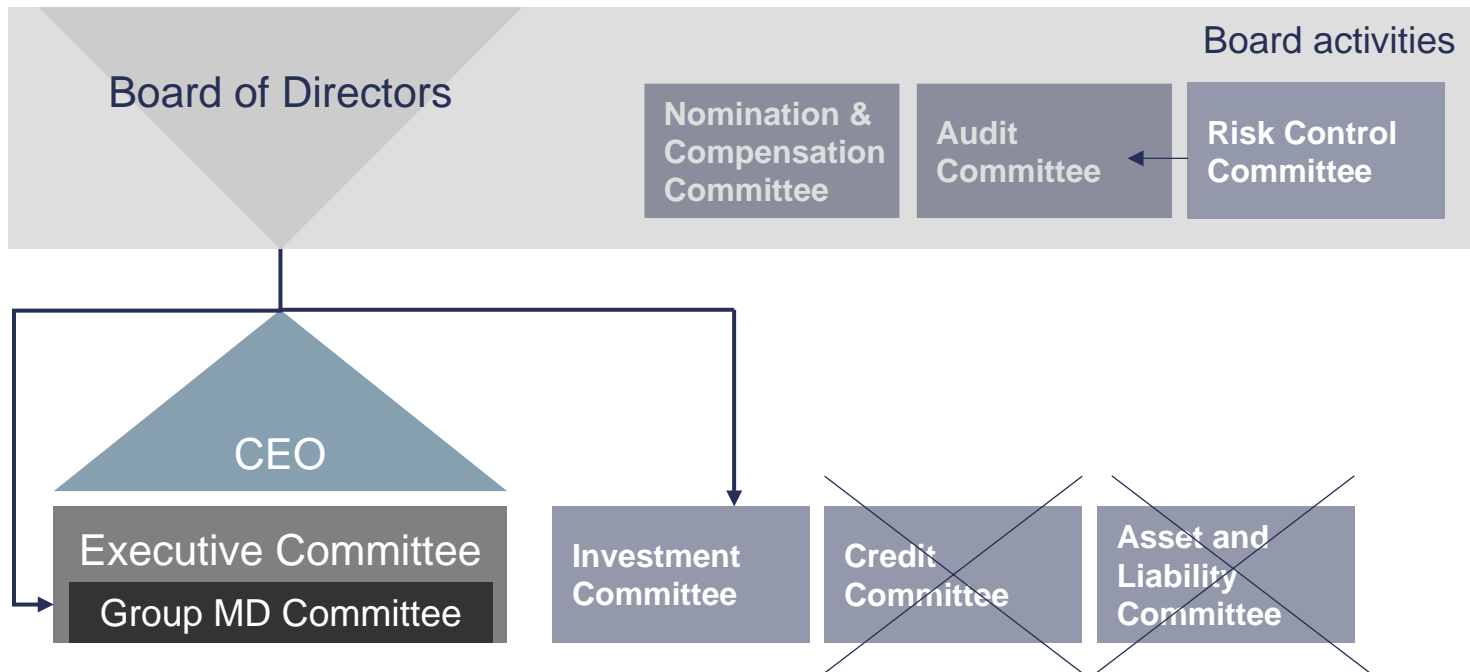 Board activities
Board of Directors
Nomination &
Compensation
Committee
Audit
Committee
Risk Control
Committee
CEO
Executive Committee
Group MD Committee
Investment
Committee
Credit
Committee
Asset and
Liability
Committee